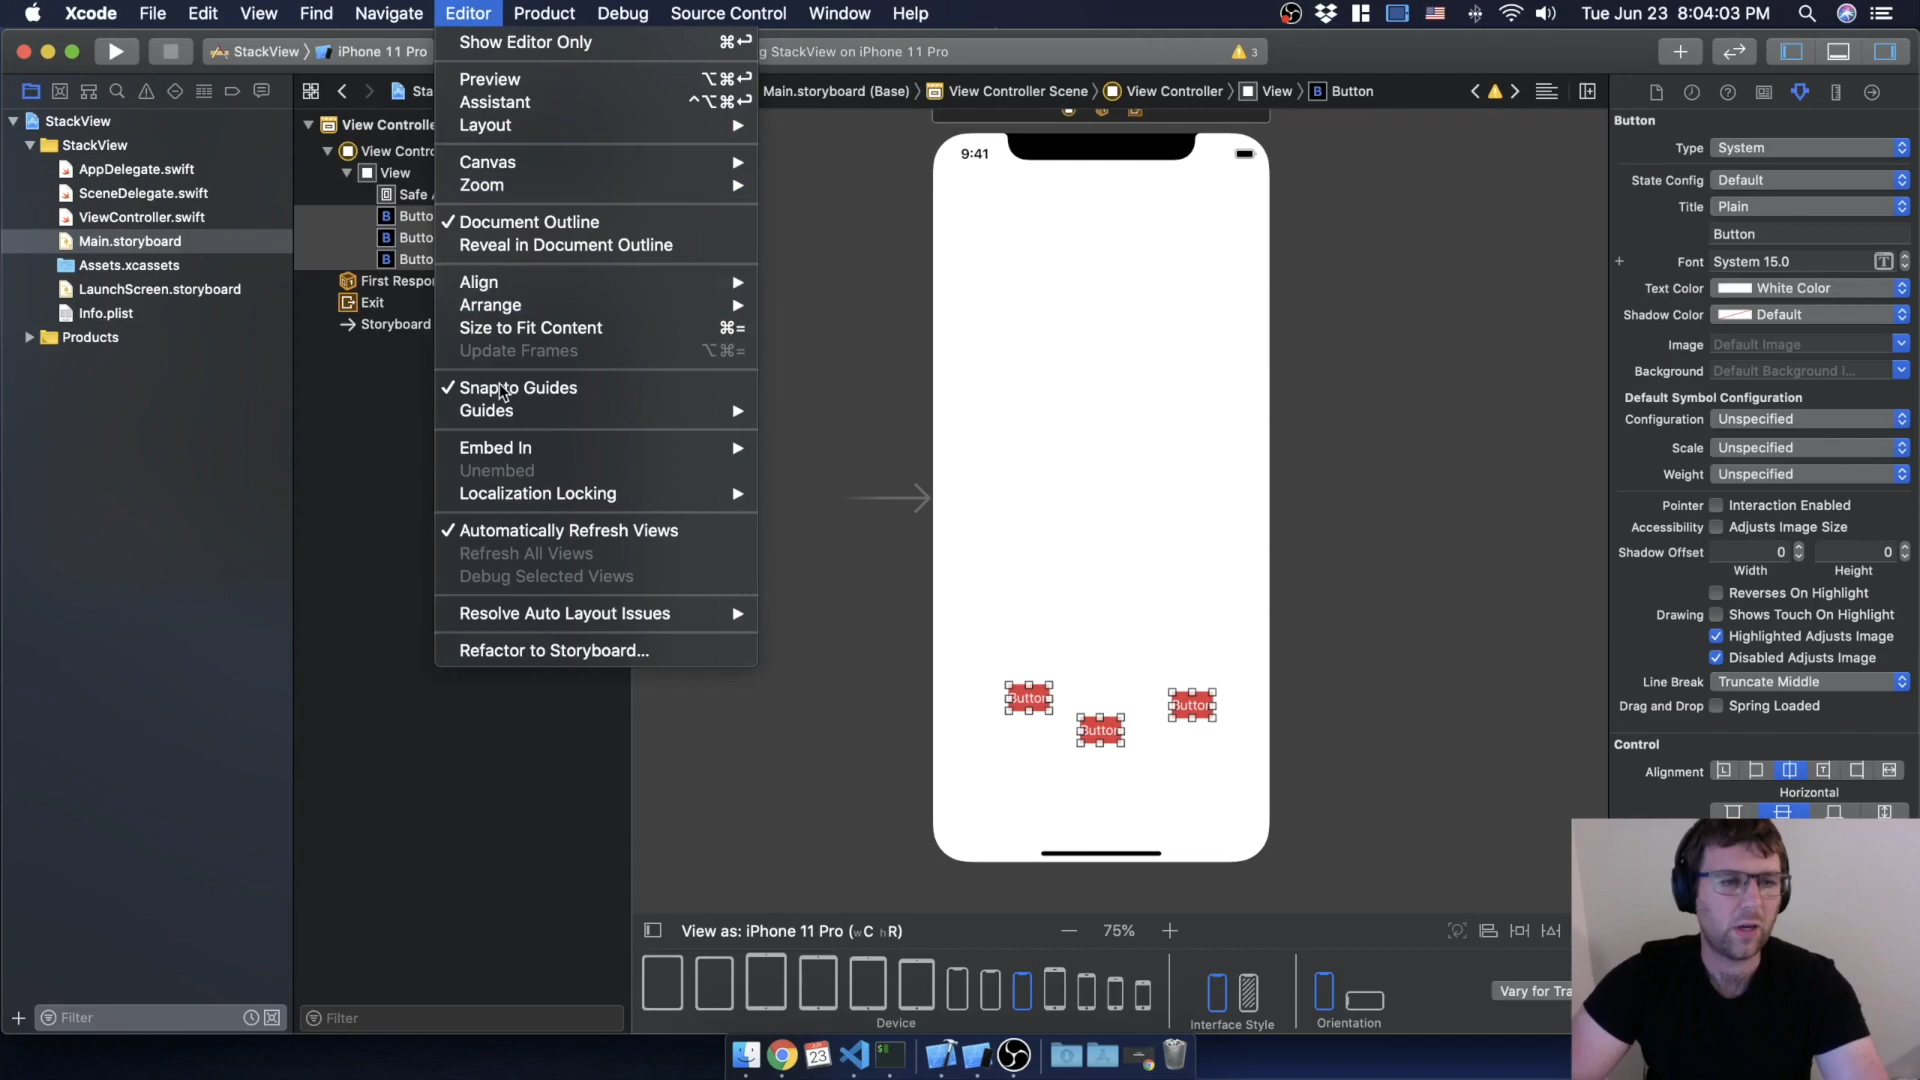 Xcode File Edit View Find Navigate Editor Product Debug Source Control Window Help
Tue Jun 23 8:04:03 PM
StackView
iPhone 11 Pro
g StackView on iPhone 11 Pro
3
Sta
Main.storyboard (Base)
View Controller Scene
View Controller
View
B Button
StackView
StackView
AppDelegate.swift
SceneDelegate.swift
ViewController.swift
Main.storyboard
Assets.xcassets
LaunchScreen.storyboard
Info.plist
Products
Filter
View Controlle
View Contro
View
Safe A
B Butto
B Butto
B Butto
First Respo
Exit
Storyboard
Filter
Show Editor Only ⌘↩
Preview ⌥⌘↩
Assistant ^⌥⌘↩
Layout
Canvas
Zoom
✓ Document Outline
Reveal in Document Outline
Align
Arrange
Size to Fit Content ⌘=
Update Frames ⌥⌘=
✓ Snap to Guides
Guides
Embed In
Unembed
Localization Locking
✓ Automatically Refresh Views
Refresh All Views
Debug Selected Views
Resolve Auto Layout Issues
Refactor to Storyboard...
9:41
Button
Button
Button
View as: iPhone 11 Pro (wC hR)
75%
Device
Interface Style
Orientation
Vary for Tra
Button
Type System
State Config Default
Title Plain
Button
Font System 15.0
Text Color White Color
Shadow Color Default
Image Default Image
Background Default Background I...
Default Symbol Configuration
Configuration Unspecified
Scale Unspecified
Weight Unspecified
Pointer Interaction Enabled
Accessibility Adjusts Image Size
Shadow Offset 0 0
Width Height
Reverses On Highlight
Drawing Shows Touch On Highlight
Highlighted Adjusts Image
Disabled Adjusts Image
Line Break Truncate Middle
Drag and Drop Spring Loaded
Control
Alignment
Horizontal
JUN
23